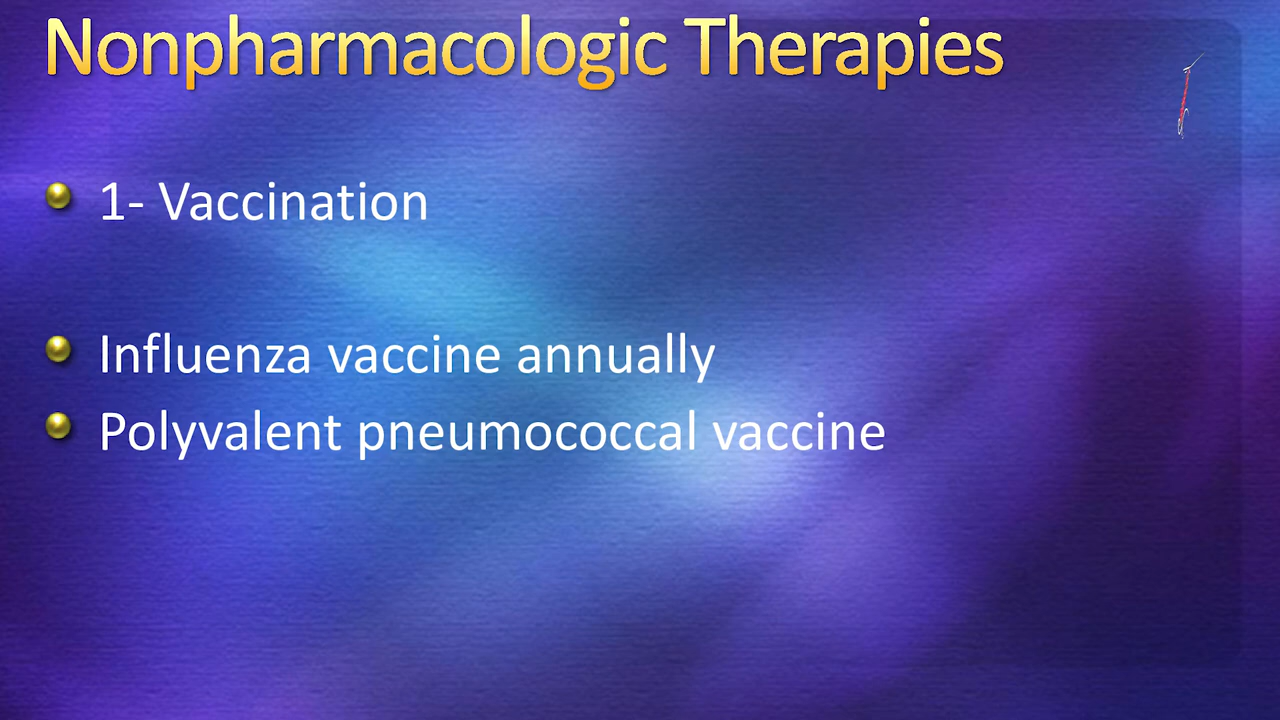 Nonpharmacologic Therapies
1- Vaccination
Influenza vaccine annually
Polyvalent pneumococcal vaccine